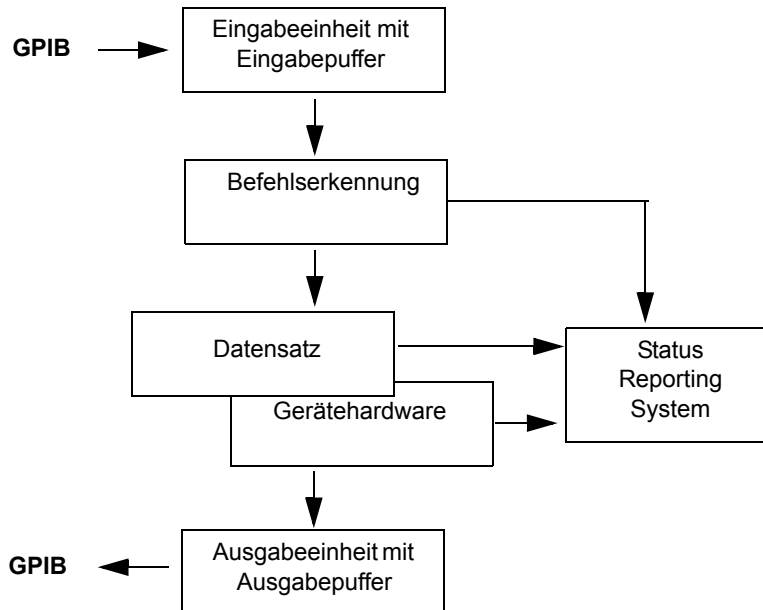 GPIB
Eingabeeinheit mit
Eingabepuffer
Befehlserkennung
Datensatz
Status
Reporting
System
Gerätehardware
GPIB
Ausgabeeinheit mit
Ausgabepuffer